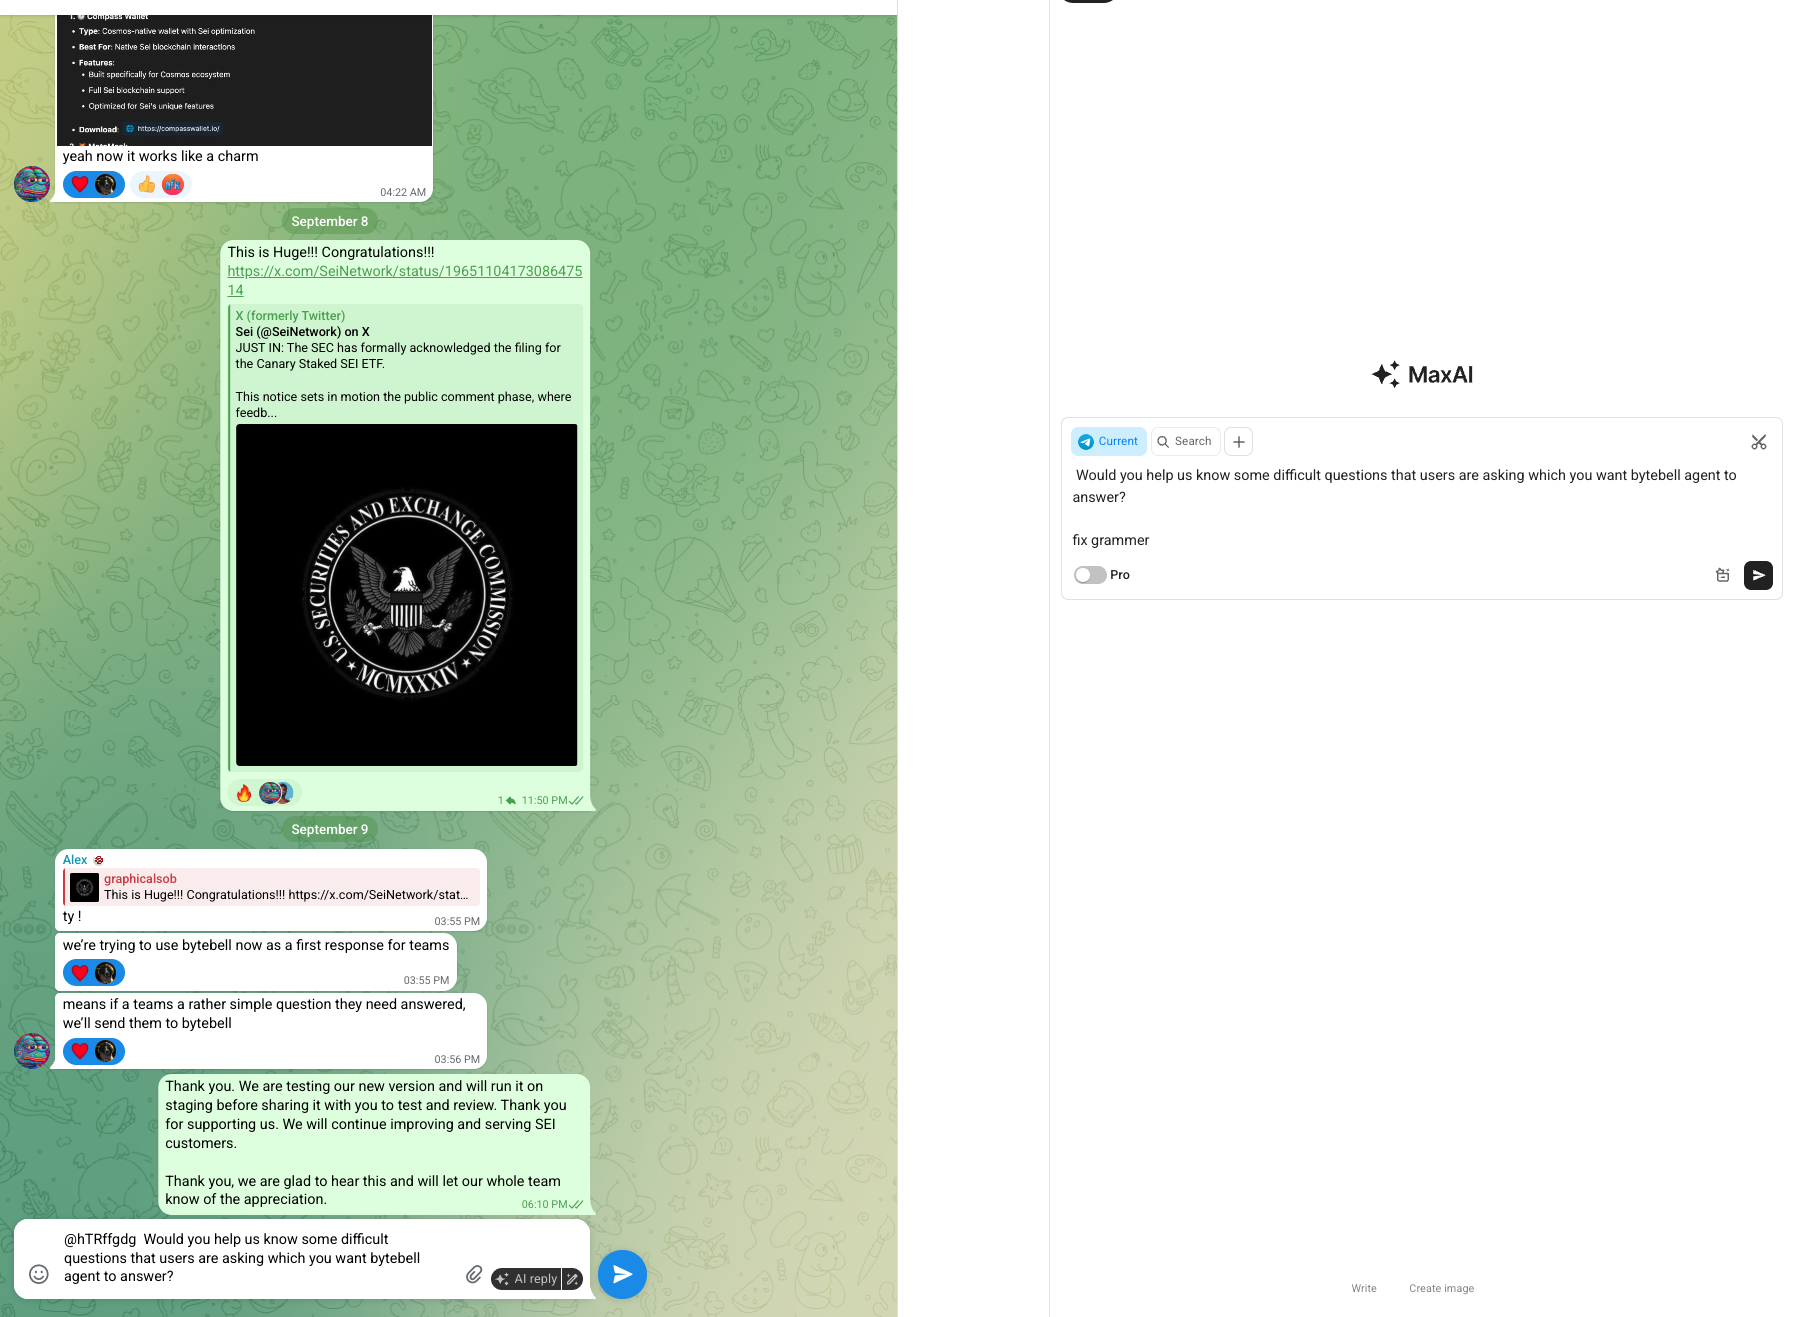 1. Compass Wallet
• Type: Cosmos-native wallet with Sei optimization
• Best For: Native Sei blockchain interactions
• Features:
• Built specifically for Cosmos ecosystem
• Full Sei blockchain support
• Optimized for Sei's unique features
• Download: https://compasswallet.io/
2. MetaMask
yeah now it works like a charm
04:22 AM
September 8
This is Huge!!! Congratulations!!!
https://x.com/SeiNetwork/status/19651104173086475
14
X (formerly Twitter)
Sei (@SeiNetwork) on X
JUST IN: The SEC has formally acknowledged the filing for
the Canary Staked SEI ETF.
This notice sets in motion the public comment phase, where
feedb...
U.S. SECURITIES AND EXCHANGE COMMISSION
MCMXXXIV
1 11:50 PM
September 9
Alex
graphicalsob
This is Huge!!! Congratulations!!! https://x.com/SeiNetwork/stat...
ty !
03:55 PM
we're trying to use bytebell now as a first response for teams
03:55 PM
means if a teams a rather simple question they need answered,
we'll send them to bytebell
03:56 PM
Thank you. We are testing our new version and will run it on
staging before sharing it with you to test and review. Thank you
for supporting us. We will continue improving and serving SEI
customers.
Thank you, we are glad to hear this and will let our whole team
know of the appreciation.
06:10 PM
@hTRffgdg Would you help us know some difficult
questions that users are asking which you want bytebell
agent to answer?
AI reply
MaxAI
Current
Search
Would you help us know some difficult questions that users are asking which you want bytebell agent to
answer?
fix grammer
Pro
Write
Create image